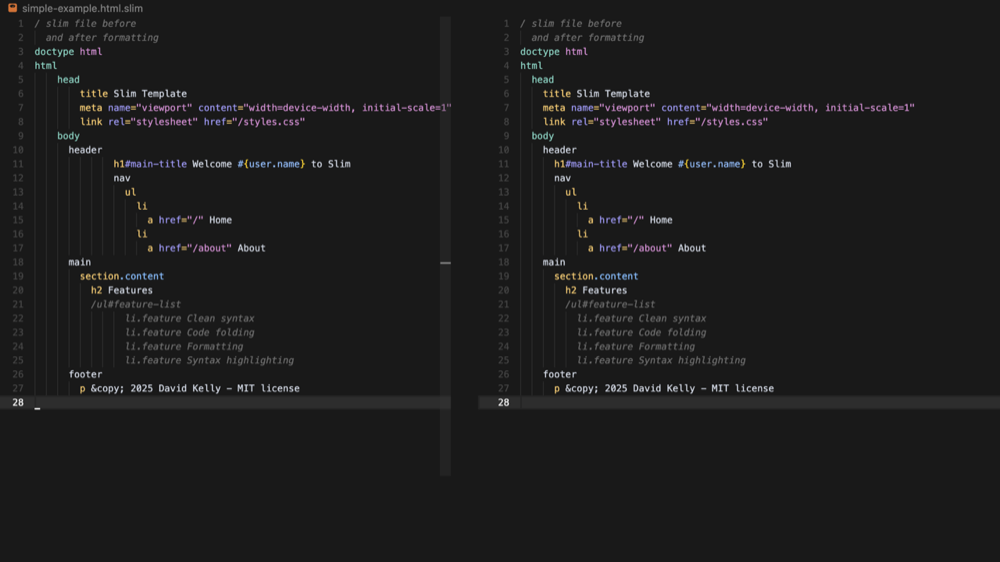 simple-example.html.slim
1 / slim file before
2   and after formatting
3 doctype html
4 html
5     head
6         title Slim Template
7         meta name="viewport" content="width=device-width, initial-scale=1"
8         link rel="stylesheet" href="/styles.css"
9     body
10       header
11               h1#main-title Welcome #{user.name} to Slim
12               nav
13                 ul
14                   li
15                     a href="/" Home
16                   li
17                     a href="/about" About
18       main
19         section.content
20           h2 Features
21           /ul#feature-list
22                 li.feature Clean syntax
23                 li.feature Code folding
24                 li.feature Formatting
25                 li.feature Syntax highlighting
26       footer
27         p &copy; 2025 David Kelly - MIT license
28
1 / slim file before
2   and after formatting
3 doctype html
4 html
5   head
6     title Slim Template
7     meta name="viewport" content="width=device-width, initial-scale=1"
8     link rel="stylesheet" href="/styles.css"
9   body
10     header
11       h1#main-title Welcome #{user.name} to Slim
12       nav
13         ul
14           li
15             a href="/" Home
16           li
17             a href="/about" About
18     main
19       section.content
20         h2 Features
21         /ul#feature-list
22           li.feature Clean syntax
23           li.feature Code folding
24           li.feature Formatting
25           li.feature Syntax highlighting
26     footer
27       p &copy; 2025 David Kelly - MIT license
28